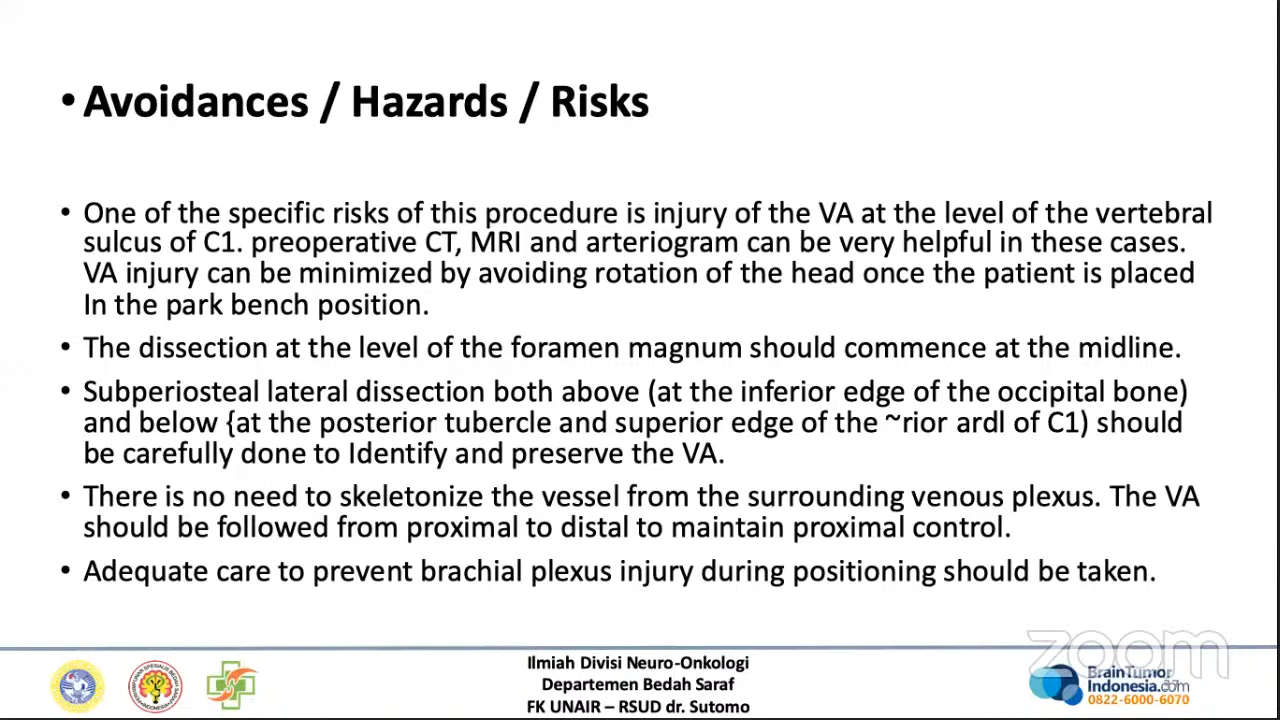 • Avoidances / Hazards / Risks
• One of the specific risks of this procedure is injury of the VA at the level of the vertebral
sulcus of C1. preoperative CT, MRI and arteriogram can be very helpful in these cases.
VA injury can be minimized by avoiding rotation of the head once the patient is placed
In the park bench position.
• The dissection at the level of the foramen magnum should commence at the midline.
• Subperiosteal lateral dissection both above (at the inferior edge of the occipital bone)
and below {at the posterior tubercle and superior edge of the ~rior ardl of C1) should
be carefully done to Identify and preserve the VA.
• There is no need to skeletonize the vessel from the surrounding venous plexus. The VA
should be followed from proximal to distal to maintain proximal control.
• Adequate care to prevent brachial plexus injury during positioning should be taken.
zoom
Ilmiah Divisi Neuro-Onkologi
Departemen Bedah Saraf
FK UNAIR – RSUD dr. Sutomo
BrainTumor
Indonesia.com
0822-6000-6070